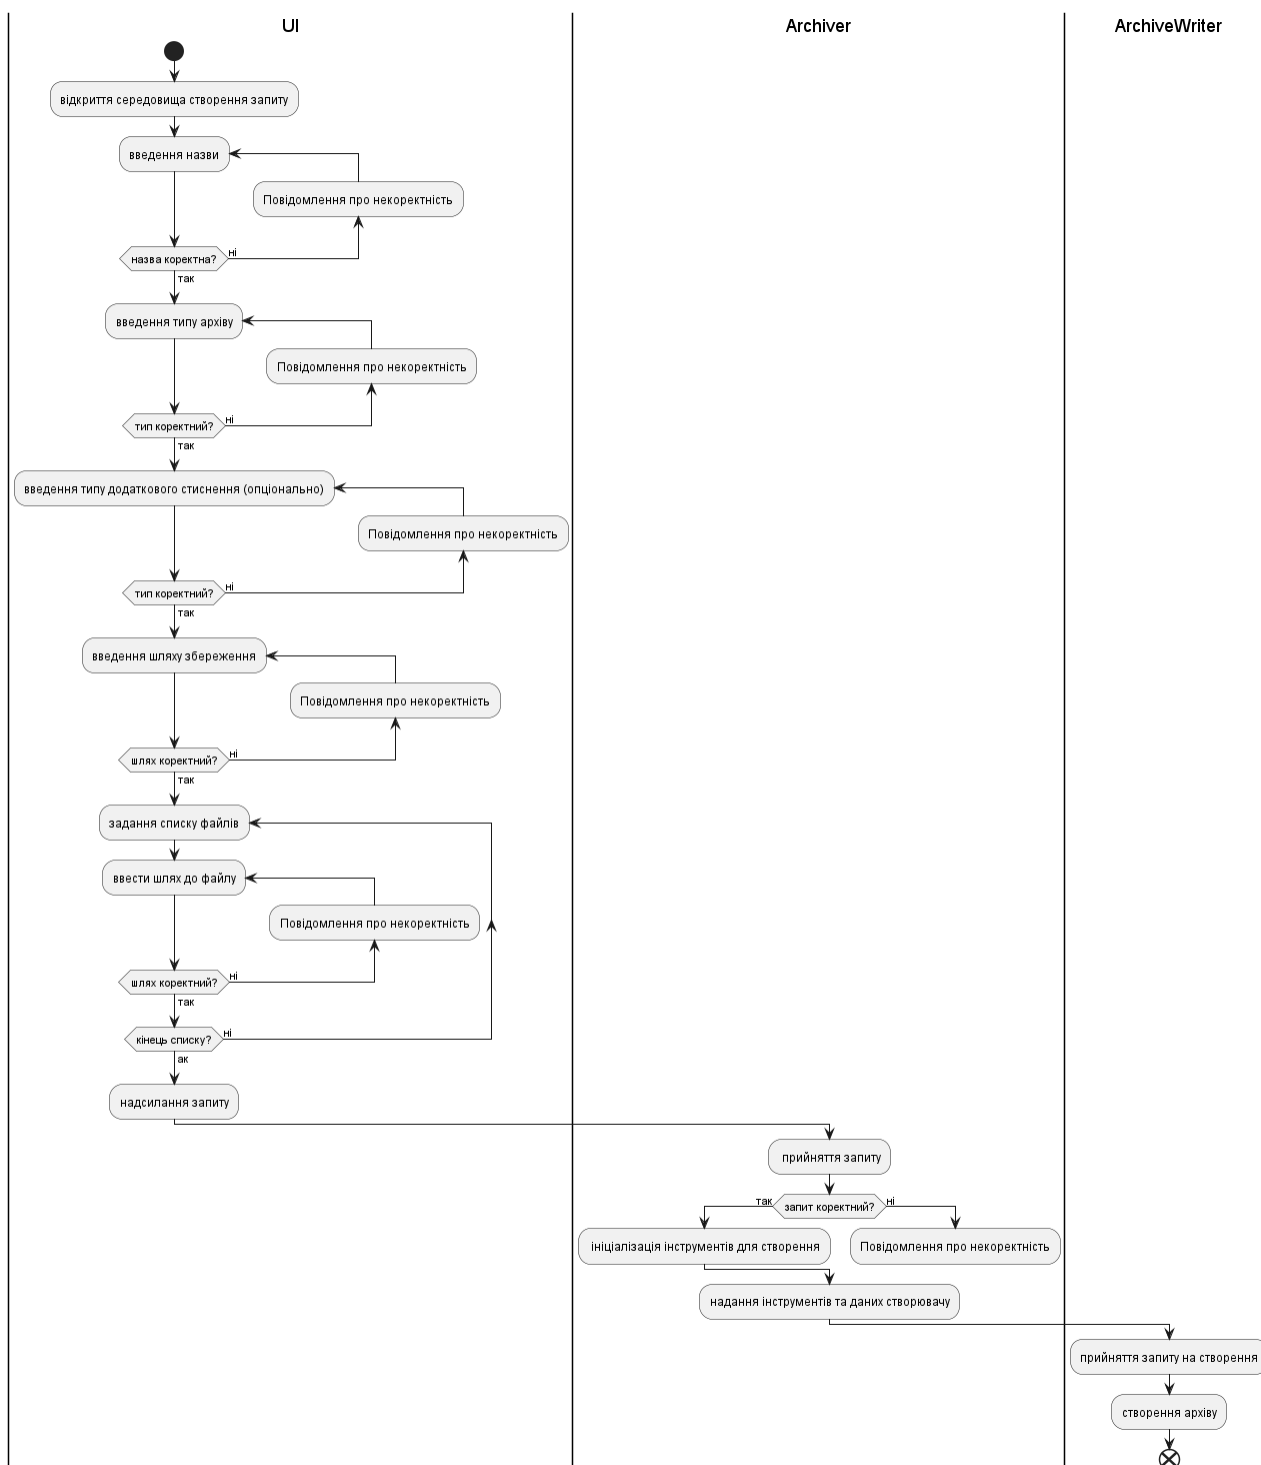 UI
Archiver
ArchiveWriter
відкриття середовища створення запиту
введення назви
Повідомлення про некоректність
назва коректна?
ні
так
введення типу архіву
Повідомлення про некоректність
тип коректний?
ні
так
введення типу додаткового стиснення (опціонально)
Повідомлення про некоректність
тип коректний?
ні
так
введення шляху збереження
Повідомлення про некоректність
шлях коректний?
ні
так
задання списку файлів
ввести шлях до файлу
Повідомлення про некоректність
шлях коректний?
ні
так
кінець списку?
ні
ак
надсилання запиту
прийняття запиту
так
запит коректний?
ні
ініціалізація інструментів для створення
Повідомлення про некоректність
надання інструментів та даних створювачу
прийняття запиту на створення
створення архіву